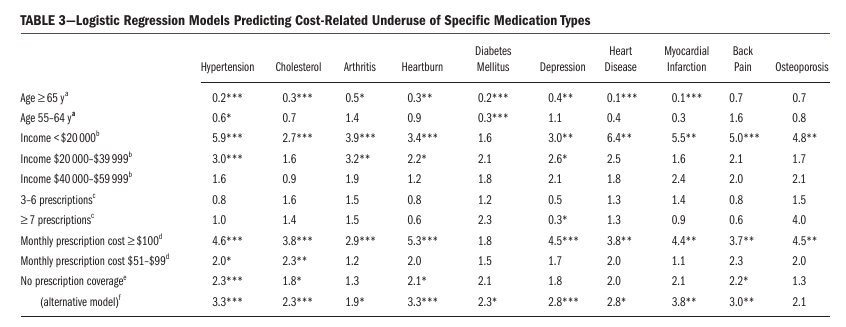 TABLE 3—Logistic Regression Models Predicting Cost-Related Underuse of Specific Medication Types
Diabetes Heart Myocardial Back
Hypertension Cholesterol Arthritis Heartburn Mellitus Depression Disease Infarction Pain Osteoporosis
Age ≥ 65 yᵃ 0.2*** 0.3*** 0.5* 0.3** 0.2*** 0.4** 0.1*** 0.1*** 0.7 0.7
Age 55–64 yᵃ 0.6* 0.7 1.4 0.9 0.3*** 1.1 0.4 0.3 1.6 0.8
Income < $20 000ᵇ 5.9*** 2.7*** 3.9*** 3.4*** 1.6 3.0** 6.4** 5.5** 5.0*** 4.8**
Income $20 000–$39 999ᵇ 3.0*** 1.6 3.2** 2.2* 2.1 2.6* 2.5 1.6 2.1 1.7
Income $40 000–$59 999ᵇ 1.6 0.9 1.9 1.2 1.8 2.1 1.8 2.4 2.0 2.1
3–6 prescriptionsᶜ 0.8 1.6 1.5 0.8 1.2 0.5 1.3 1.4 0.8 1.5
≥ 7 prescriptionsᶜ 1.0 1.4 1.5 0.6 2.3 0.3* 1.3 0.9 0.6 4.0
Monthly prescription cost ≥ $100ᵈ 4.6*** 3.8*** 2.9*** 5.3*** 1.8 4.5*** 3.8** 4.4** 3.7** 4.5**
Monthly prescription cost $51–$99ᵈ 2.0* 2.3** 1.2 2.0 1.5 1.7 2.0 1.1 2.3 2.0
No prescription coverageᵉ 2.3*** 1.8* 1.3 2.1* 2.1 1.8 2.0 2.1 2.2* 1.3
(alternative model)ᶠ 3.3*** 2.3*** 1.9* 3.3*** 2.3* 2.8*** 2.8* 3.8** 3.0** 2.1